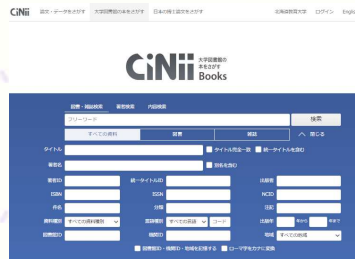 CiNii 論文・データをさがす 大学図書館の本をさがす 日本の博士論文をさがす 北海道教育大学 ログイン English
CiNii 大学図書館の
本をさがす
Books
図書・雑誌検索 著者検索 内容検索
フリーワード 検索
すべての資料 図書 雑誌 閉じる
タイトル タイトル完全一致 統一タイトルを含む
著者名 別名を含む
著者ID 統一タイトルID 出版者
ISBN ISSN NCID
件名 分類 注記
資料種別 すべての資料種別 言語種別 すべての言語 コード 出版年 年から 年まで
図書館ID 機関ID 地域 すべての地域
図書館ID・機関ID・地域を記憶する ローマ字をカナに変換